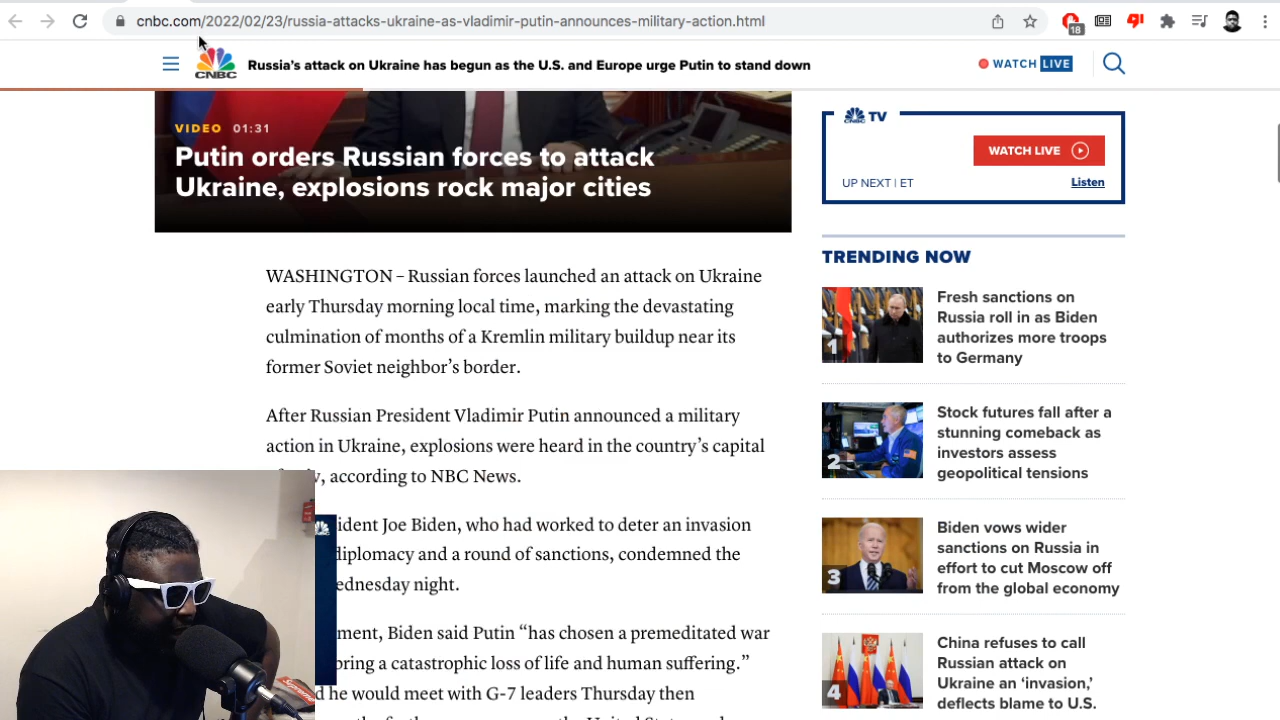 cnbc.com/2022/02/23/russia-attacks-ukraine-as-vladimir-putin-announces-military-action.html
18
CNBC
Russia's attack on Ukraine has begun as the U.S. and Europe urge Putin to stand down
WATCH LIVE
VIDEO 01:31
Putin orders Russian forces to attack
Ukraine, explosions rock major cities
WASHINGTON – Russian forces launched an attack on Ukraine
early Thursday morning local time, marking the devastating
culmination of months of a Kremlin military buildup near its
former Soviet neighbor's border.
After Russian President Vladimir Putin announced a military
action in Ukraine, explosions were heard in the country's capital
, according to NBC News.
ident Joe Biden, who had worked to deter an invasion
diplomacy and a round of sanctions, condemned the
ednesday night.
ment, Biden said Putin “has chosen a premeditated war
oring a catastrophic loss of life and human suffering.”
d he would meet with G-7 leaders Thursday then
CNBC TV
WATCH LIVE
UP NEXT | ET
Listen
TRENDING NOW
1
Fresh sanctions on
Russia roll in as Biden
authorizes more troops
to Germany
2
Stock futures fall after a
stunning comeback as
investors assess
geopolitical tensions
3
Biden vows wider
sanctions on Russia in
effort to cut Moscow off
from the global economy
4
China refuses to call
Russian attack on
Ukraine an ‘invasion,’
deflects blame to U.S.
Supreme